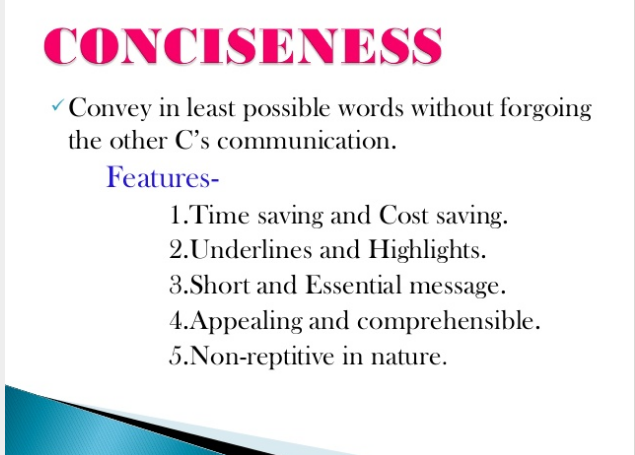 CONCISENESS
✓ Convey in least possible words without forgoing
the other C's communication.
Features-
1.Time saving and Cost saving.
2.Underlines and Highlights.
3.Short and Essential message.
4.Appealing and comprehensible.
5.Non-reptitive in nature.